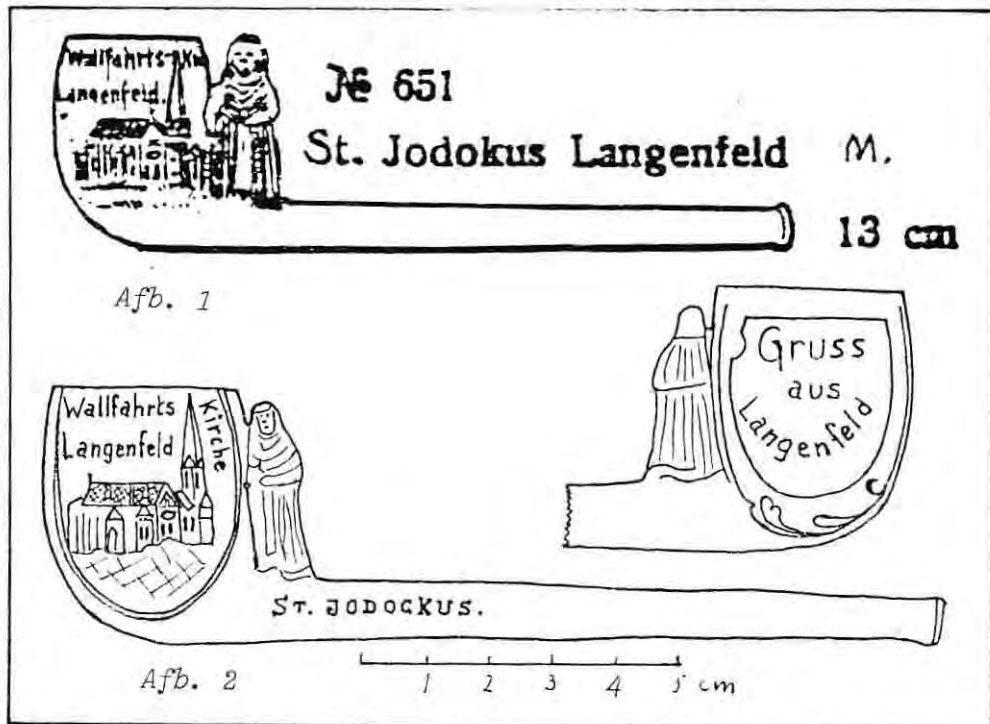 Wallfahrts
Langenfeld.
№ 651
St. Jodokus Langenfeld M.
13 cm
Afb. 1
Gruss
aus
Langenfeld
Wallfahrts Kirche
Langenfeld
ST. JODOCKUS.
Afb. 2
1 2 3 4 5 cm